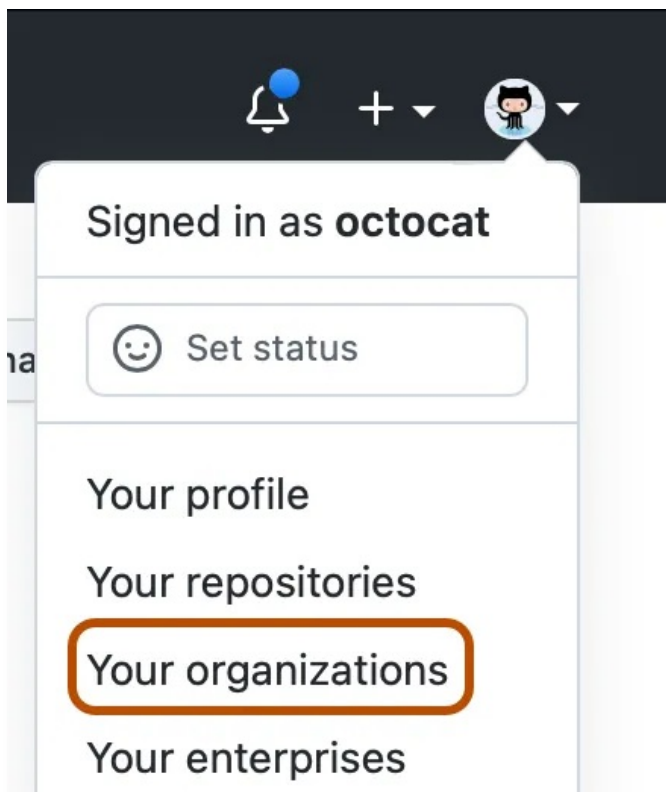 Signed in as octocat
Set status
Your profile
Your repositories
Your organizations
Your enterprises